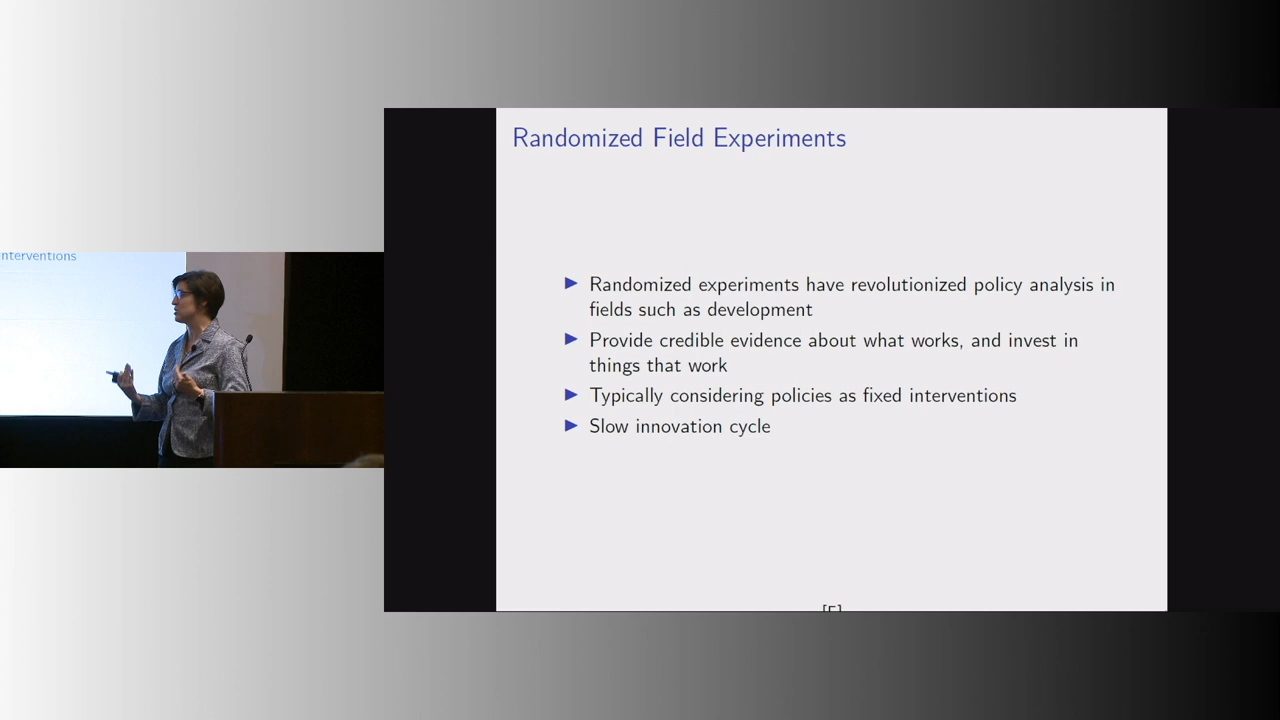 Randomized Field Experiments
nterventions
▶ Randomized experiments have revolutionized policy analysis in
fields such as development
▶ Provide credible evidence about what works, and invest in
things that work
▶ Typically considering policies as fixed interventions
▶ Slow innovation cycle